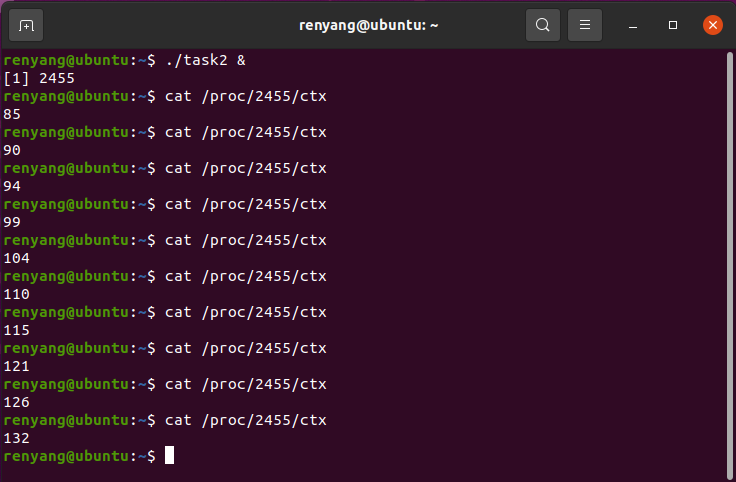 renyang@ubuntu: ~
renyang@ubuntu:~$ ./task2 &
[1] 2455
renyang@ubuntu:~$ cat /proc/2455/ctx
85
renyang@ubuntu:~$ cat /proc/2455/ctx
90
renyang@ubuntu:~$ cat /proc/2455/ctx
94
renyang@ubuntu:~$ cat /proc/2455/ctx
99
renyang@ubuntu:~$ cat /proc/2455/ctx
104
renyang@ubuntu:~$ cat /proc/2455/ctx
110
renyang@ubuntu:~$ cat /proc/2455/ctx
115
renyang@ubuntu:~$ cat /proc/2455/ctx
121
renyang@ubuntu:~$ cat /proc/2455/ctx
126
renyang@ubuntu:~$ cat /proc/2455/ctx
132
renyang@ubuntu:~$